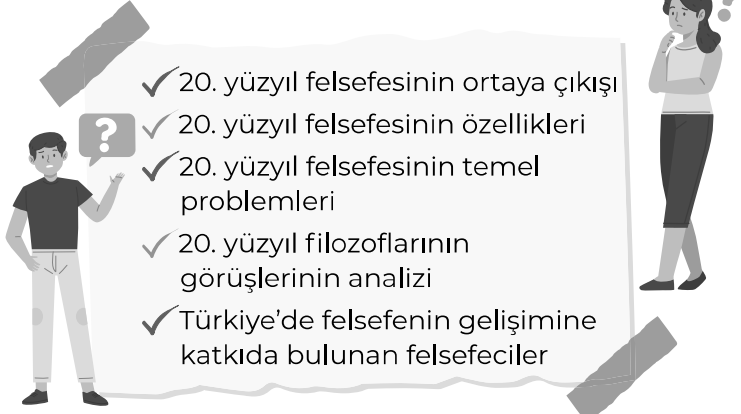 ?
20. yüzyıl felsefesinin ortaya çıkışı
20. yüzyıl felsefesinin özellikleri
20. yüzyıl felsefesinin temel
problemleri
20. yüzyıl filozoflarının
görüşlerinin analizi
Türkiye’de felsefenin gelişimine
katkıda bulunan felsefeciler